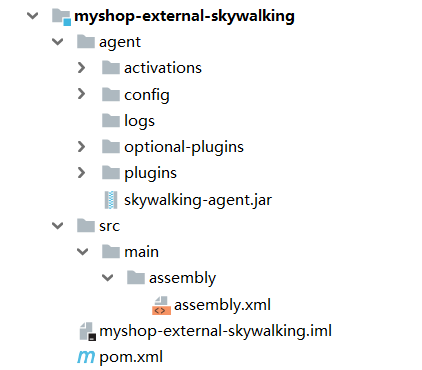 myshop-external-skywalking
agent
activations
config
logs
optional-plugins
plugins
skywalking-agent.jar
src
main
assembly
assembly.xml
myshop-external-skywalking.iml
pom.xml